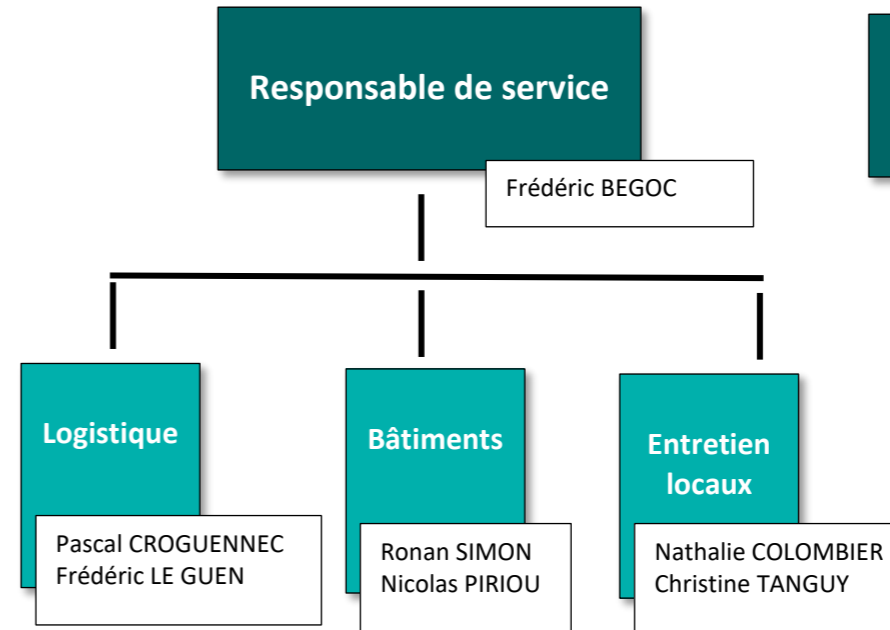 Responsable de service
Frédéric BEGOC
Logistique
Pascal CROGUENNEC
Frédéric LE GUEN
Bâtiments
Ronan SIMON
Nicolas PIRIOU
Entretien
locaux
Nathalie COLOMBIER
Christine TANGUY